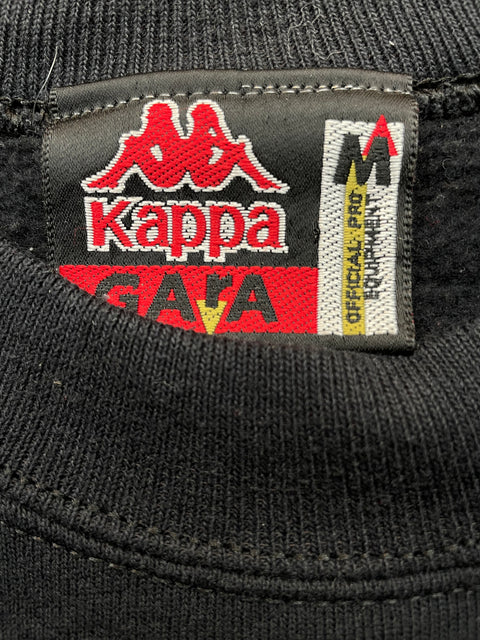 Kappa
GArA
M
OFFICIAL PRO
EQUIPMENT